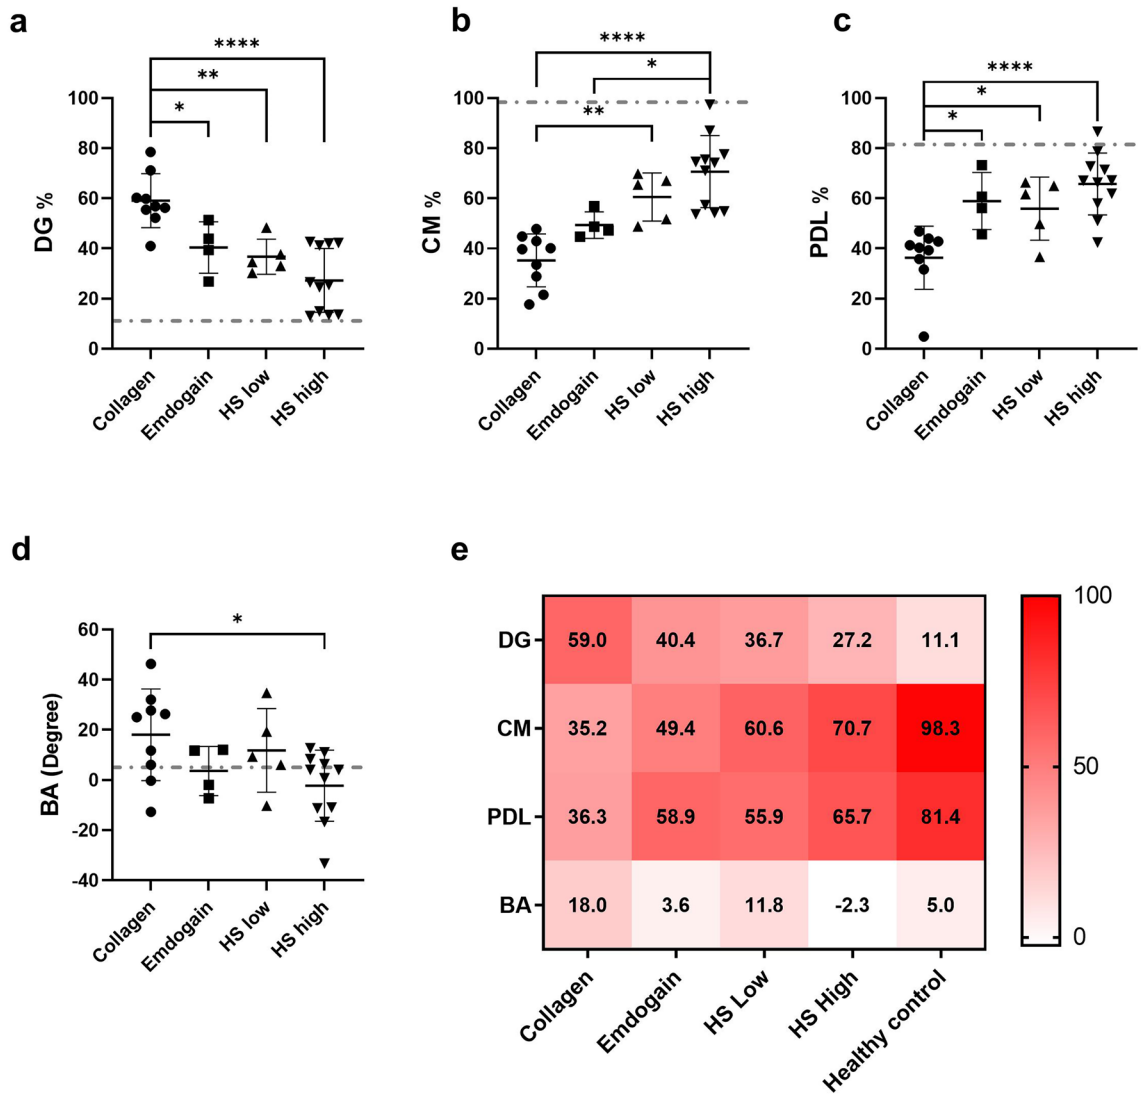 a
****
**
*
DG %
100
80
60
40
20
0
Collagen
Emdogain
HS low
HS high
b
****
*
**
CM %
100
80
60
40
20
0
Collagen
Emdogain
HS low
HS high
c
****
*
*
PDL %
100
80
60
40
20
0
Collagen
Emdogain
HS low
HS high
d
*
BA (Degree)
60
40
20
0
-20
-40
Collagen
Emdogain
HS low
HS high
e
DG 59.0 40.4 36.7 27.2 11.1
CM 35.2 49.4 60.6 70.7 98.3
PDL 36.3 58.9 55.9 65.7 81.4
BA 18.0 3.6 11.8 -2.3 5.0
Collagen
Emdogain
HS Low
HS High
Healthy control
100
50
0